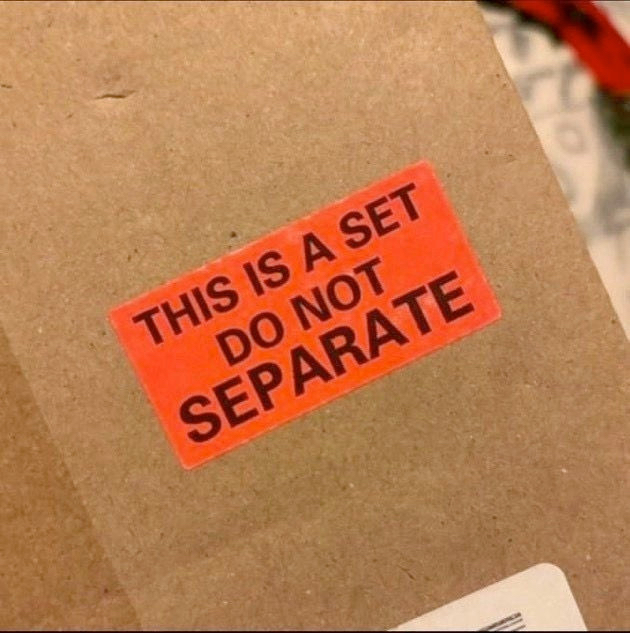 THIS IS A SET
DO NOT
SEPARATE